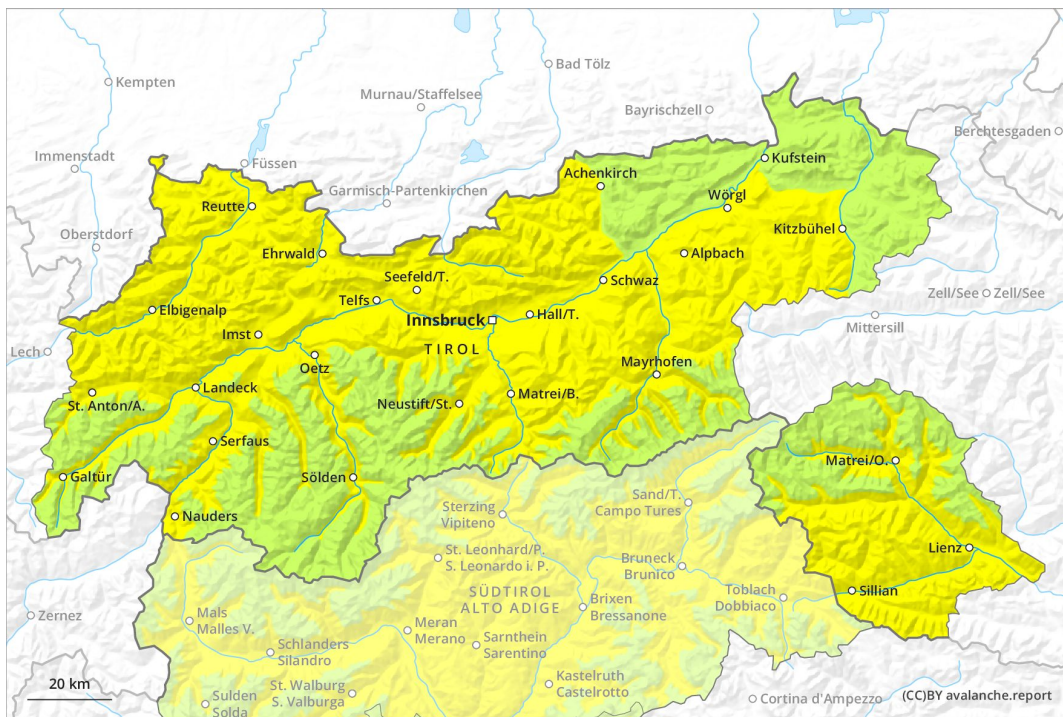 Kempten
Bad Tölz
Murnau/Staffelsee
Bayrischzell
Berchtesgaden
Immenstadt
Füssen
Kufstein
Achenkirch
Garmisch-Partenkirchen
Reutte
Wörgl
Oberstdorf
Kitzbühel
Ehrwald
Alpbach
Seefeld/T.
Schwaz
Zell/See
Zell/See
Telfs
Elbigenalp
Hall/T.
Innsbruck
Mittersill
Imst
TIROL
Lech
Oetz
Mayrhofen
Landeck
Matrei/B.
St. Anton/A.
Neustift/St.
Serfaus
Matrei/O.
Galtür
Sölden
Sand/T.
Campo Tures
Sterzing
Vipiteno
Nauders
Lienz
St. Leonhard/P.
S. Leonardo i. P.
Bruneck
Brunico
Sillian
SÜDTIROL
ALTO ADIGE
Toblach
Dobbiaco
Brixen
Bressanone
Zernez
Mals
Malles V.
Meran
Merano
Schlanders
Silandro
Sarnthein
Sarentino
20 km
St. Walburg
S. Valburga
Kastelruth
Castelrotto
Sulden
Solda
Cortina d'Ampezzo
(CC)BY avalanche.report